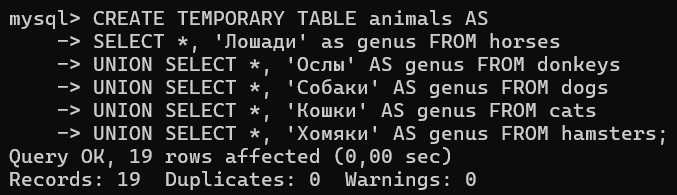 mysql> CREATE TEMPORARY TABLE animals AS
    -> SELECT *, 'Лошади' as genus FROM horses
    -> UNION SELECT *, 'Ослы' AS genus FROM donkeys
    -> UNION SELECT *, 'Собаки' AS genus FROM dogs
    -> UNION SELECT *, 'Кошки' AS genus FROM cats
    -> UNION SELECT *, 'Хомяки' AS genus FROM hamsters;
Query OK, 19 rows affected (0,00 sec)
Records: 19  Duplicates: 0  Warnings: 0